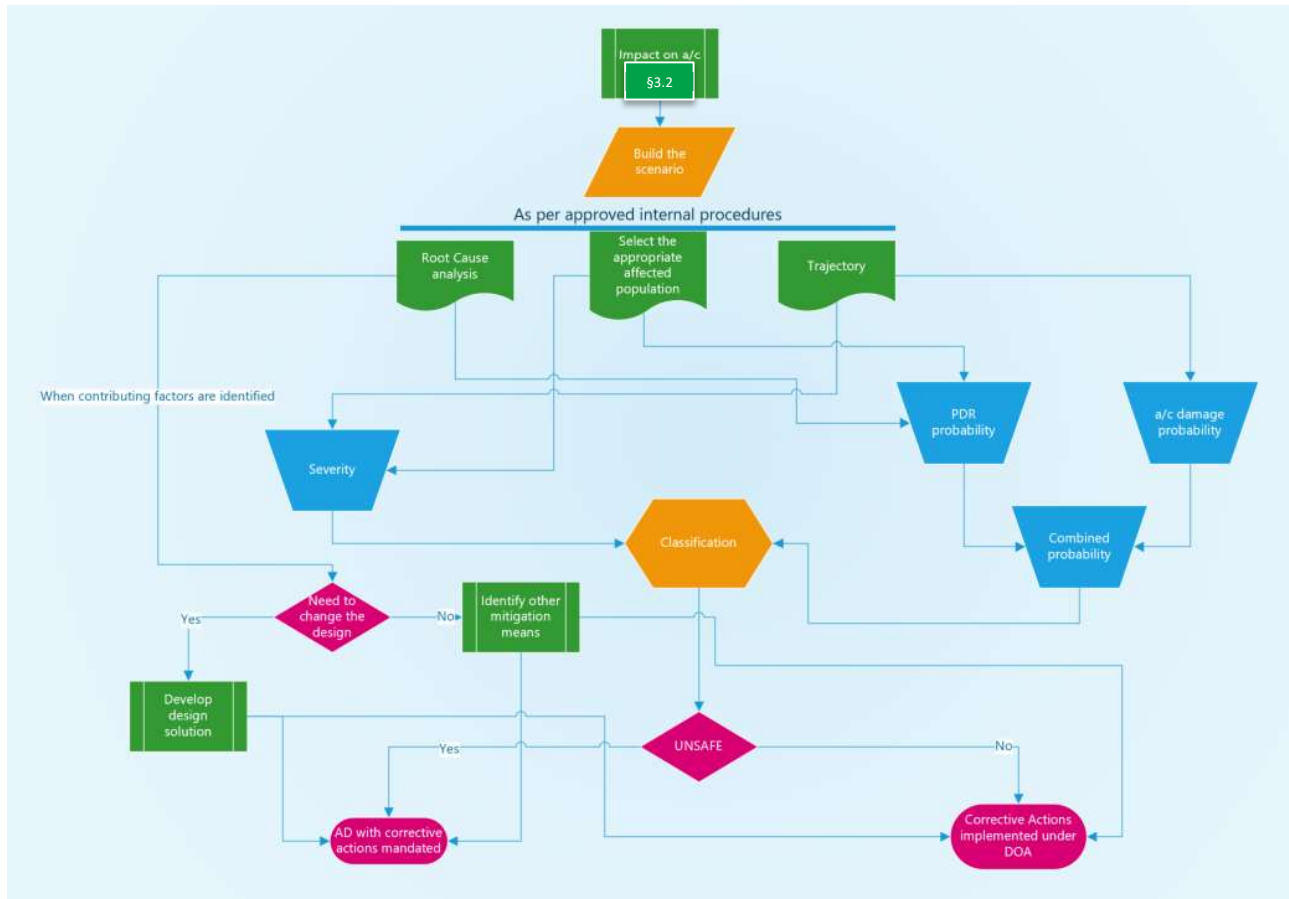 Impact on a/c
§3.2
Build the
scenario
As per approved internal procedures
Root Cause
analysis
Select the
appropriate
affected
population
Trajectory
When contributing factors are identified
PDR
probability
a/c damage
probability
Severity
Classification
Combined
probability
Need to
change the
design
Yes
No
Identify other
mitigation
means
Develop
design
solution
UNSAFE
Yes
No
AD with corrective
actions mandated
Corrective Actions
implemented under
DOA